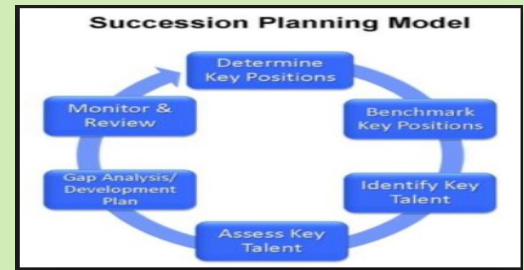 Succession Planning Model
Determine
Key Positions
Benchmark
Key Positions
Identify Key
Talent
Assess Key
Talent
Gap Analysis/
Development
Plan
Monitor &
Review